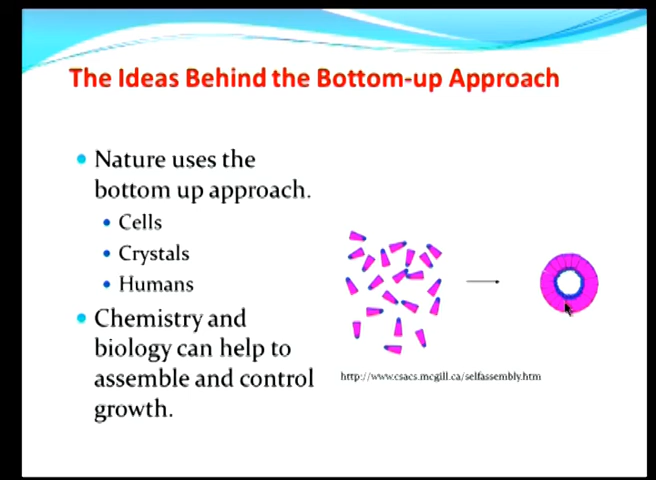 The Ideas Behind the Bottom-up Approach
Nature uses the
bottom up approach.
Cells
Crystals
Humans
Chemistry and
biology can help to
assemble and control
growth.
http://www.csacs.mcgill.ca/selfassembly.htm